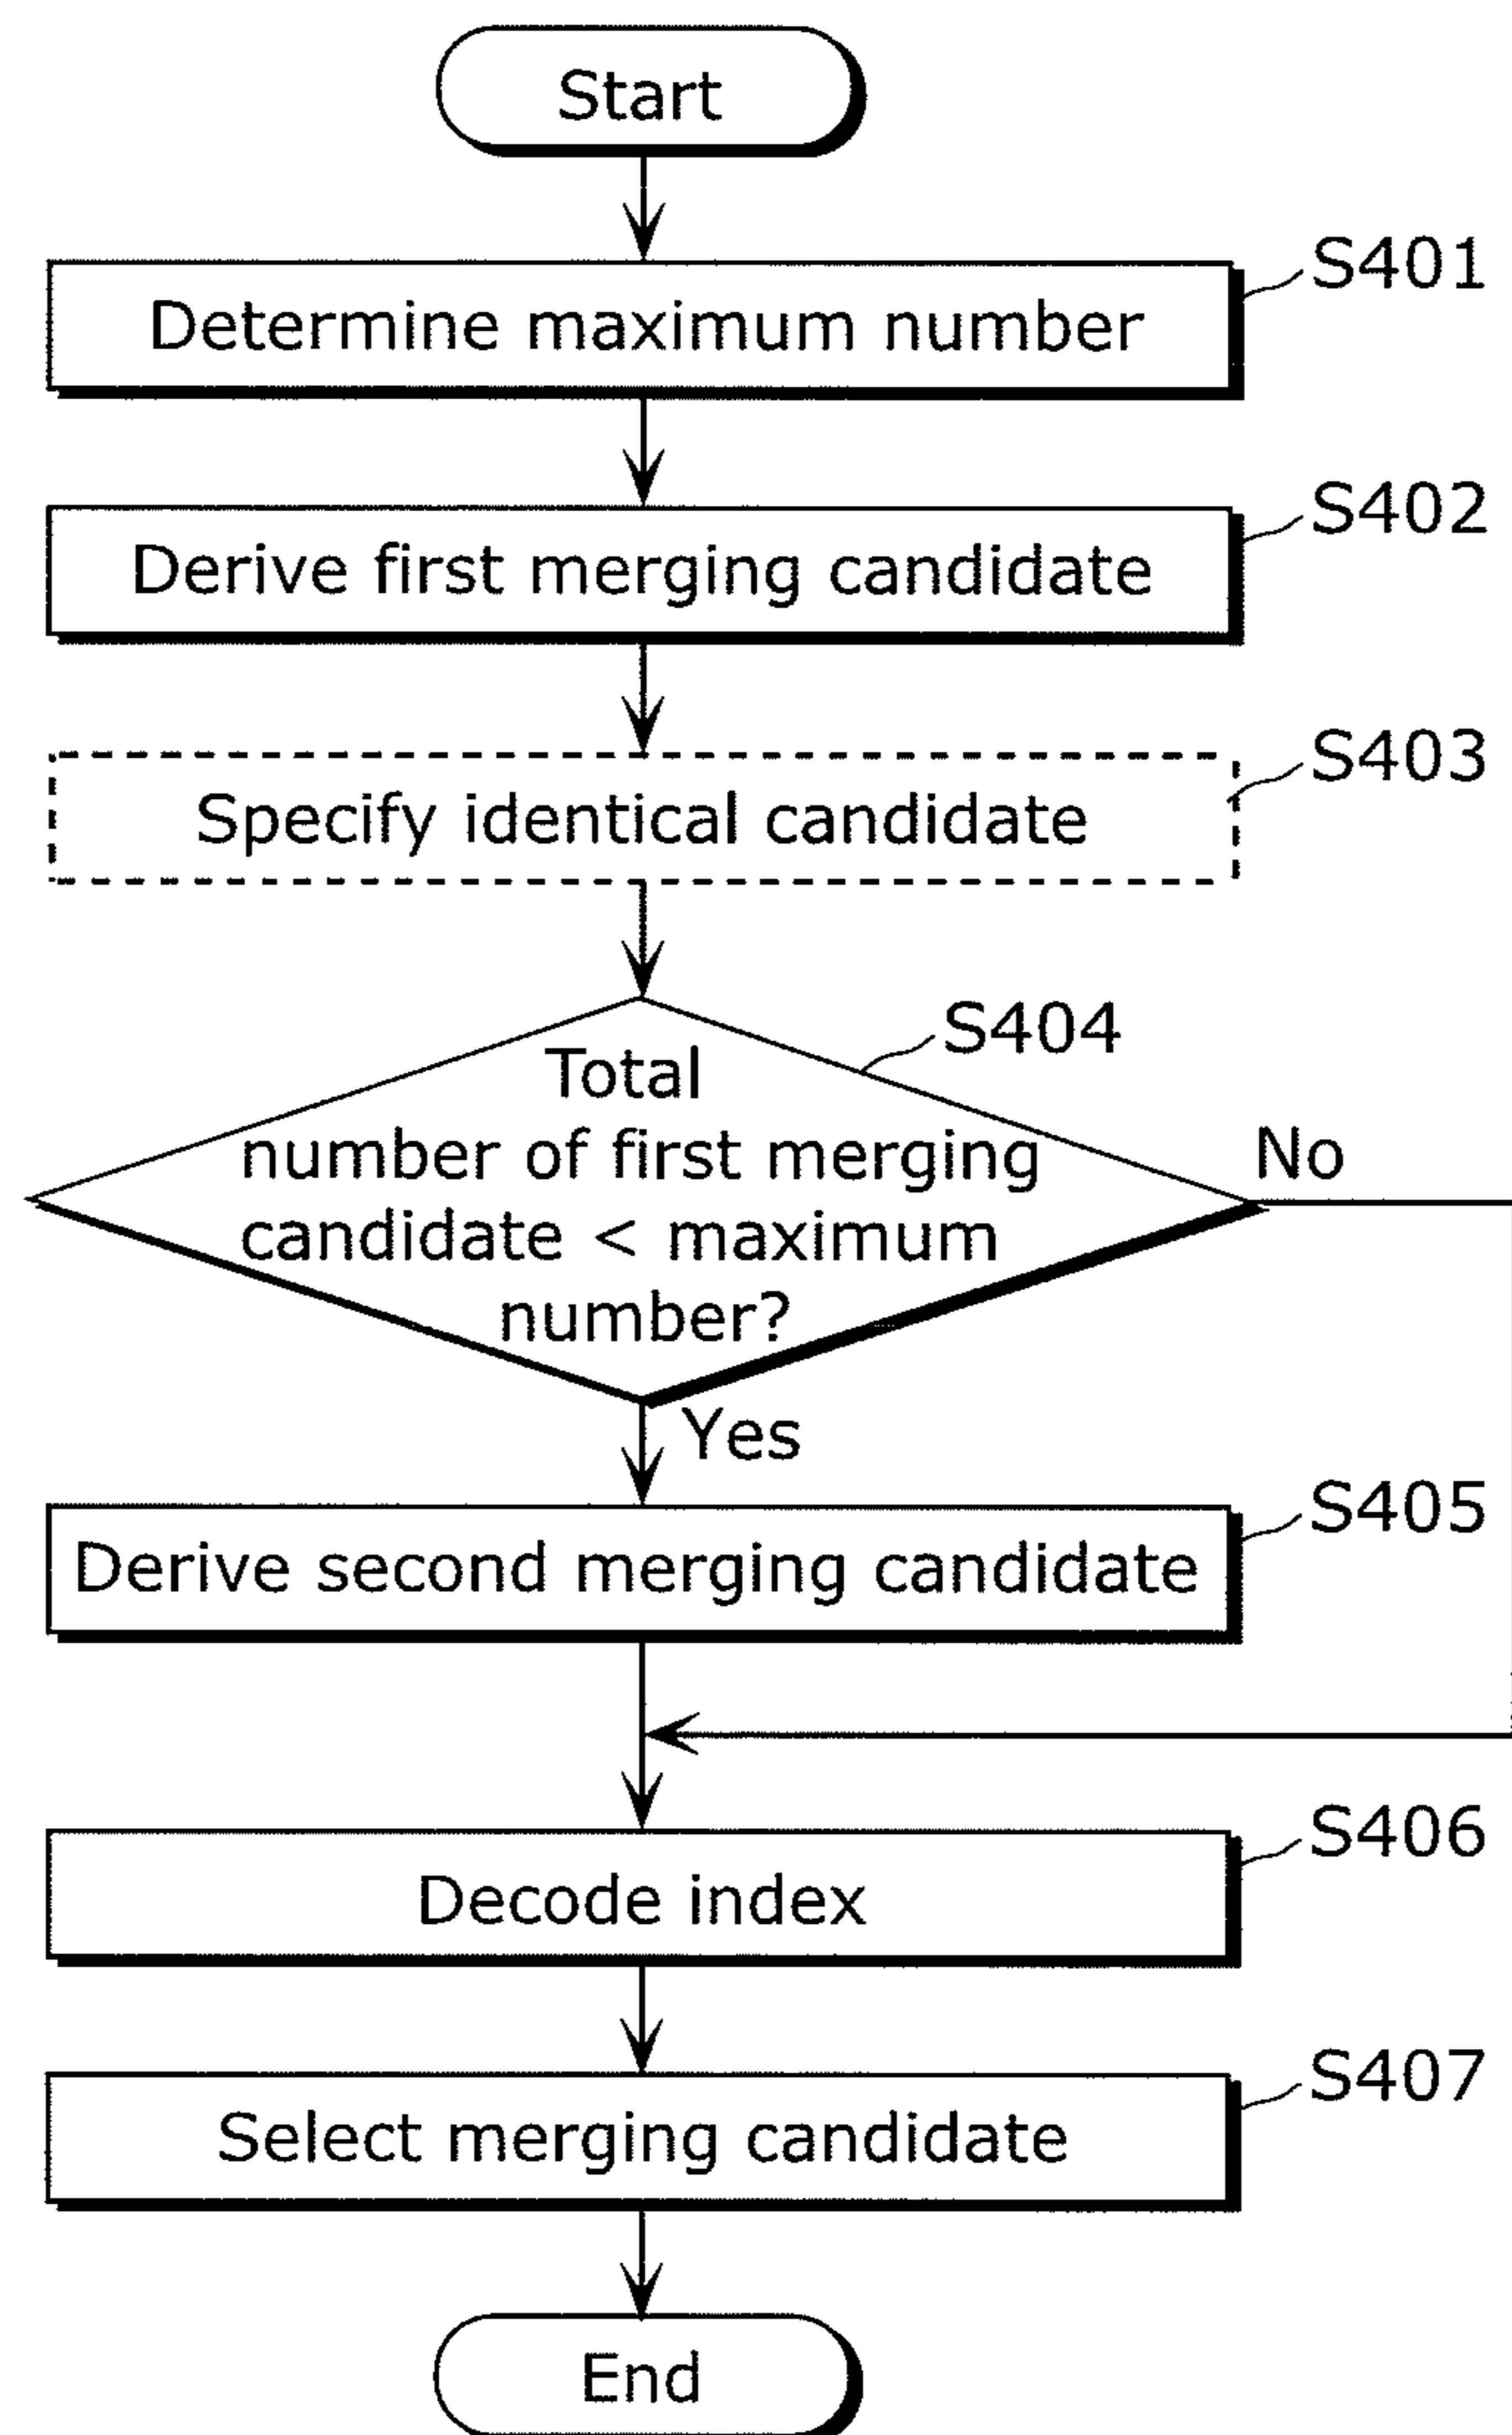 Start
S401
Determine maximum number
S402
Derive first merging candidate
S403
Specify identical candidate
S404
Total
number of first merging
candidate < maximum
number?
No
Yes
S405
Derive second merging candidate
S406
Decode index
S407
Select merging candidate
End